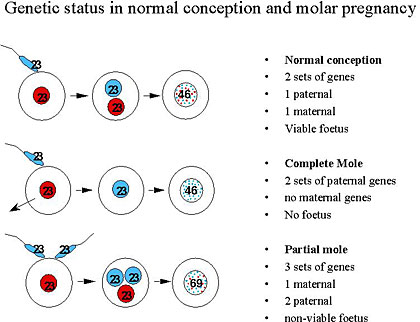 Genetic status in normal conception and molar pregnancy
23
23
23
23
46
• Normal conception
• 2 sets of genes
• 1 paternal
• 1 maternal
• Viable foetus
23
23
23
46
• Complete Mole
• 2 sets of paternal genes
• no maternal genes
• No foetus
23 23
23
23 23
23
69
• Partial mole
• 3 sets of genes
• 1 maternal
• 2 paternal
• non-viable foetus